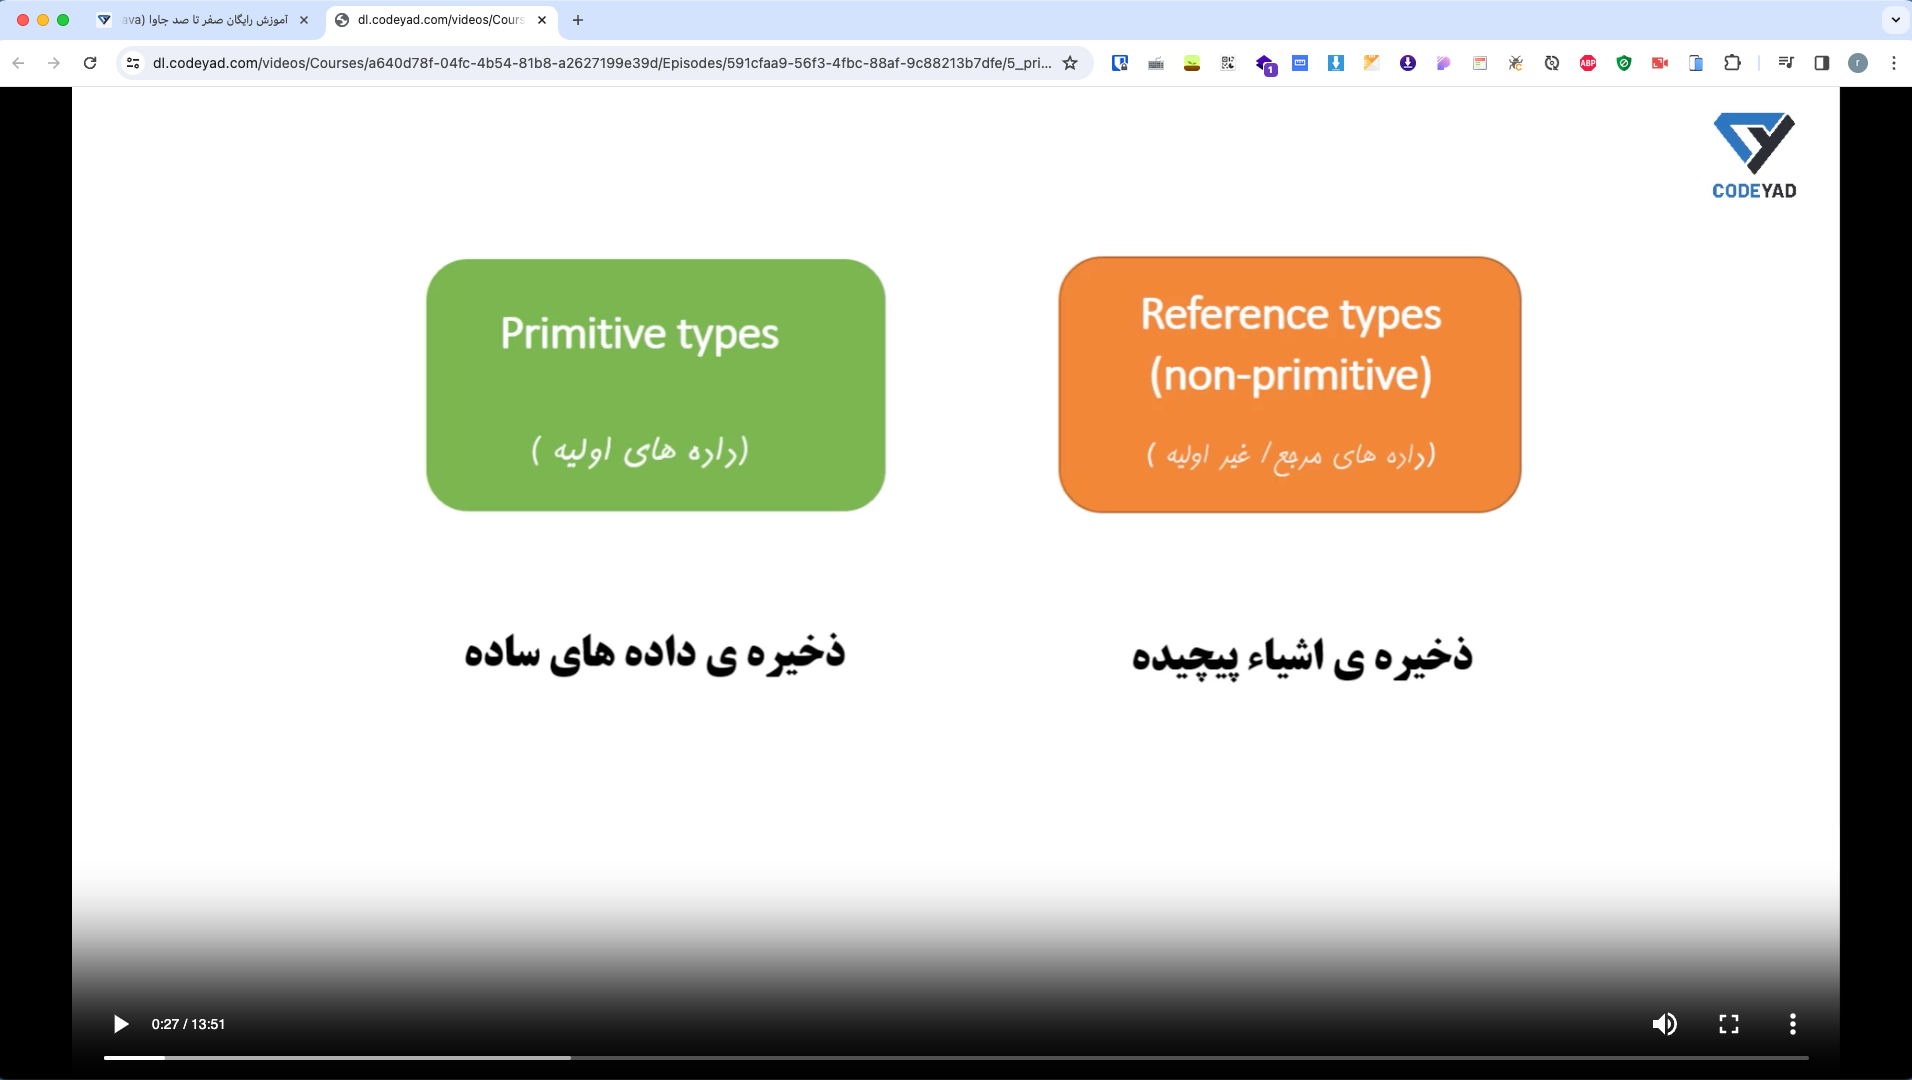 آموزش رایگان صفر تا صد جاوا (ava
dl.codeyad.com/videos/Cours
dl.codeyad.com/videos/Courses/a640d78f-04fc-4b54-81b8-a2627199e39d/Episodes/591cfaa9-56f3-4fbc-88af-9c88213b7dfe/5_pri...
1
ABP
r
CODEYAD
Primitive types
(داده های اولیه )
Reference types
(non-primitive)
(داده های مرجع/ غیر اولیه )
ذخیره ی داده های ساده
ذخیره ی اشیاء پیچیده
0:27 / 13:51